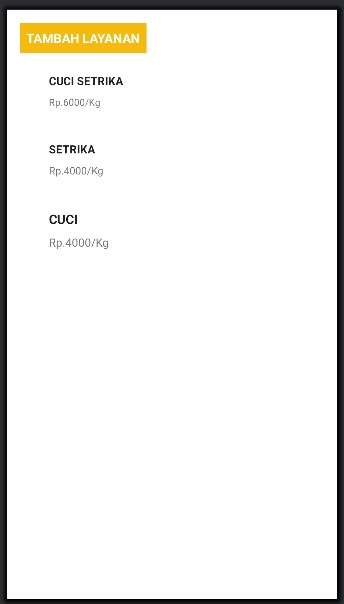 TAMBAH LAYANAN
CUCI SETRIKA
Rp.6000/Kg
SETRIKA
Rp.4000/Kg
CUCI
Rp.4000/Kg